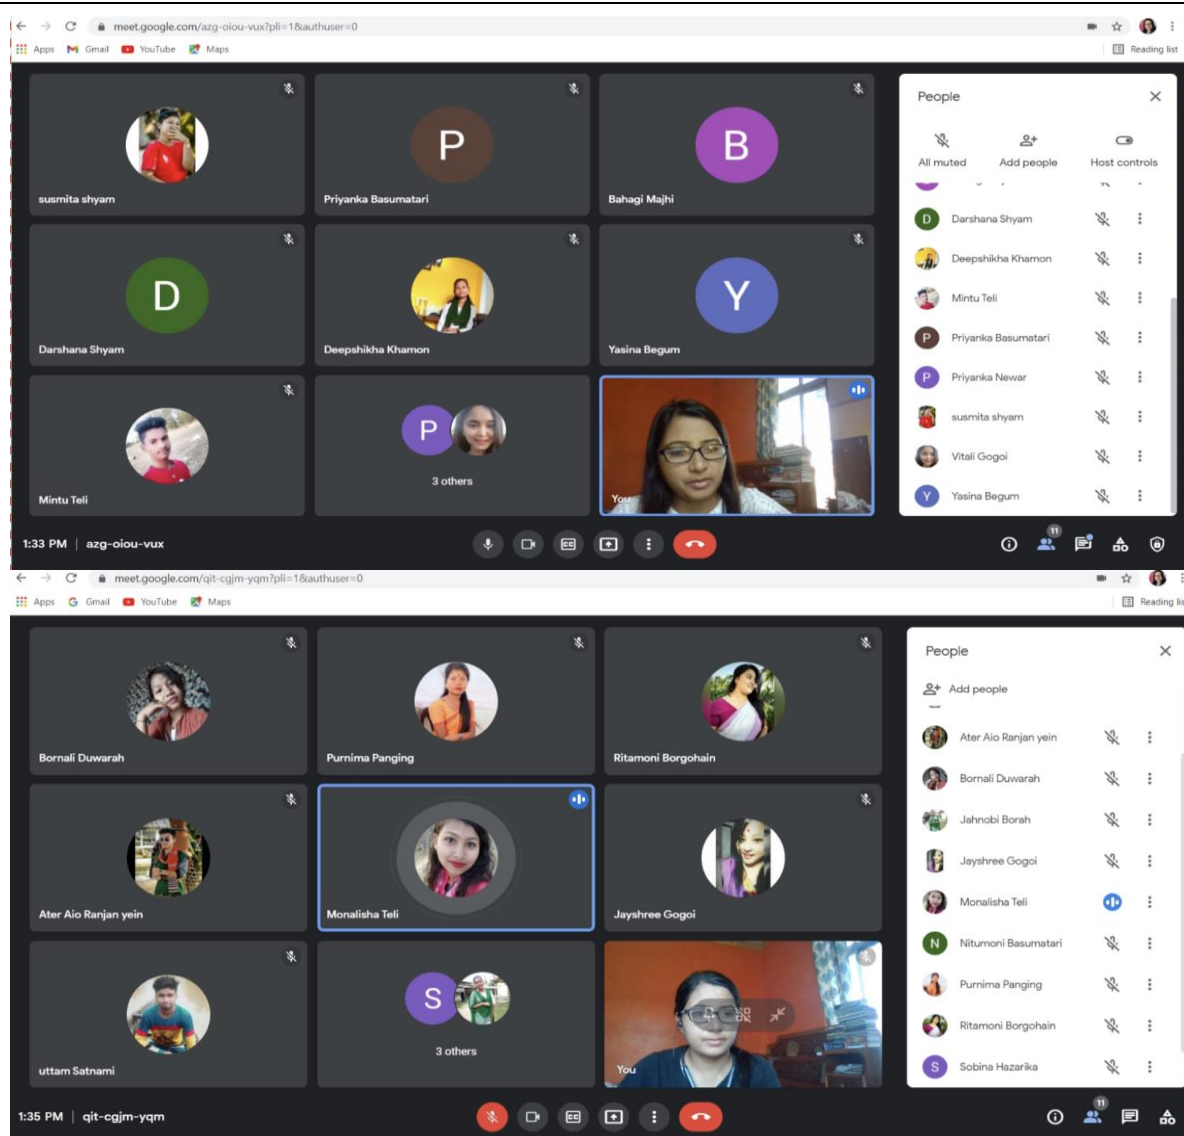 meet.google.com/azg-oiou-vux?pli=1&authuser=0
Apps Gmail YouTube Maps Reading list
susmita shyam
P
Priyanka Basumatari
B
Bahagi Majhi
D
Darshana Shyam
Deepshikha Khamon
Y
Yasina Begum
Mintu Teli
P
3 others
You
People
All muted Add people Host controls
D Darshana Shyam
Deepshikha Khamon
Mintu Teli
P Priyanka Basumatari
P Priyanka Newar
susmita shyam
Vitali Gogoi
Y Yasina Begum
1:33 PM | azg-oiou-vux
CC
11
meet.google.com/qit-cgjm-yqm?pli=1&authuser=0
Apps G Gmail YouTube Maps Reading lis
Bornali Duwarah
Purnima Panging
Ritamoni Borgohain
Ater Aio Ranjan yein
Monalisha Teli
Jayshree Gogoi
uttam Satnami
S
3 others
You
People
Add people
Ater Aio Ranjan yein
Bornali Duwarah
Jahnobi Borah
Jayshree Gogoi
Monalisha Teli
N Nitumoni Basumatari
Purnima Panging
Ritamoni Borgohain
S Sobina Hazarika
1:35 PM | qit-cgjm-yqm
CC
11